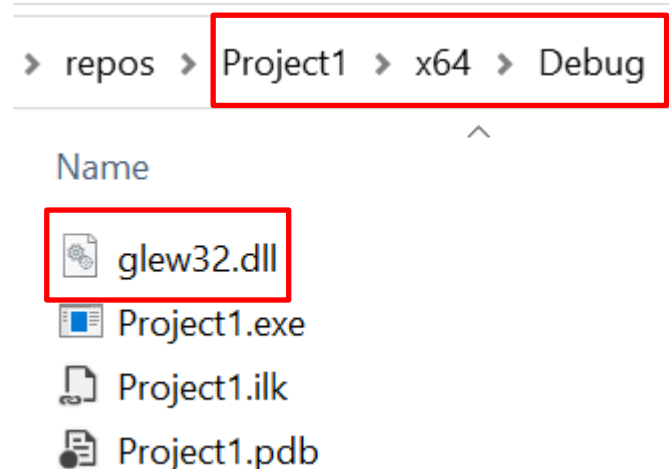 > repos > Project1 > x64 > Debug
Name
glew32.dll
Project1.exe
Project1.ilk
Project1.pdb